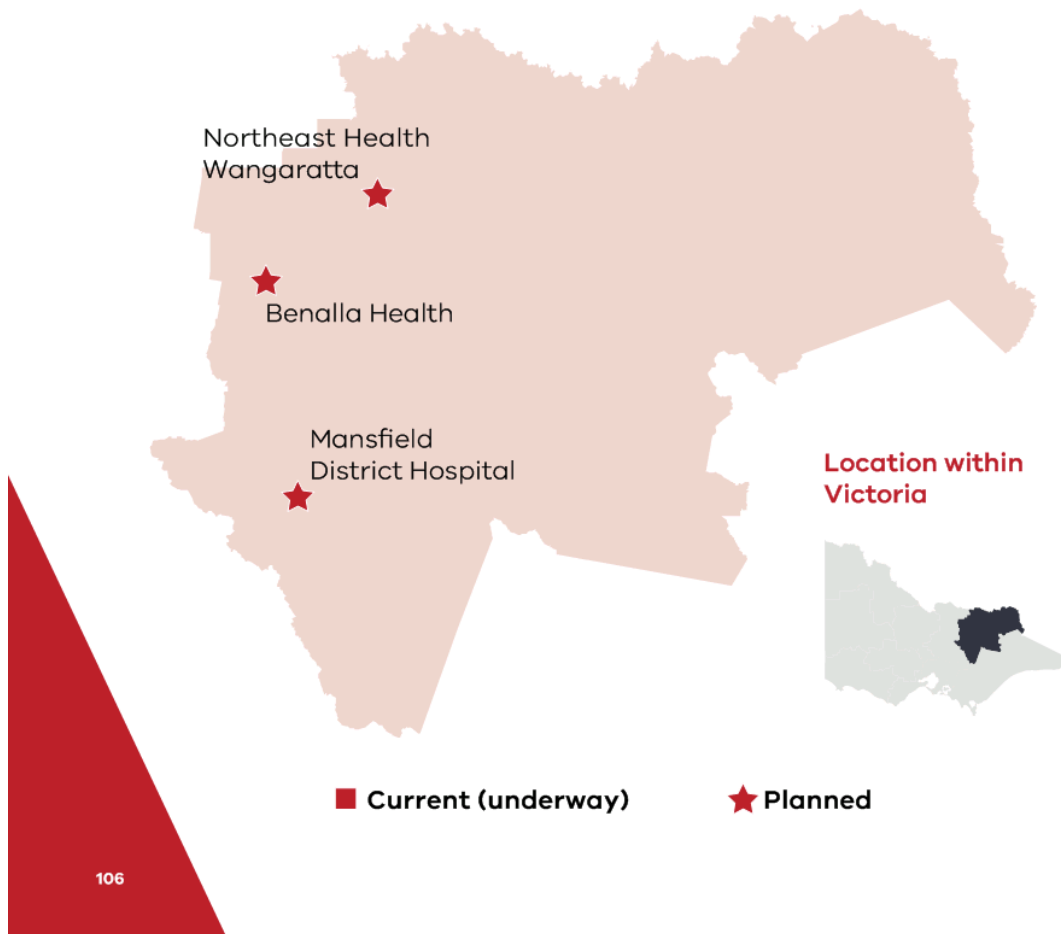 Northeast Health
Wangaratta
Benalla Health
Mansfield
District Hospital
Location within
Victoria
Current (underway)
Planned
106